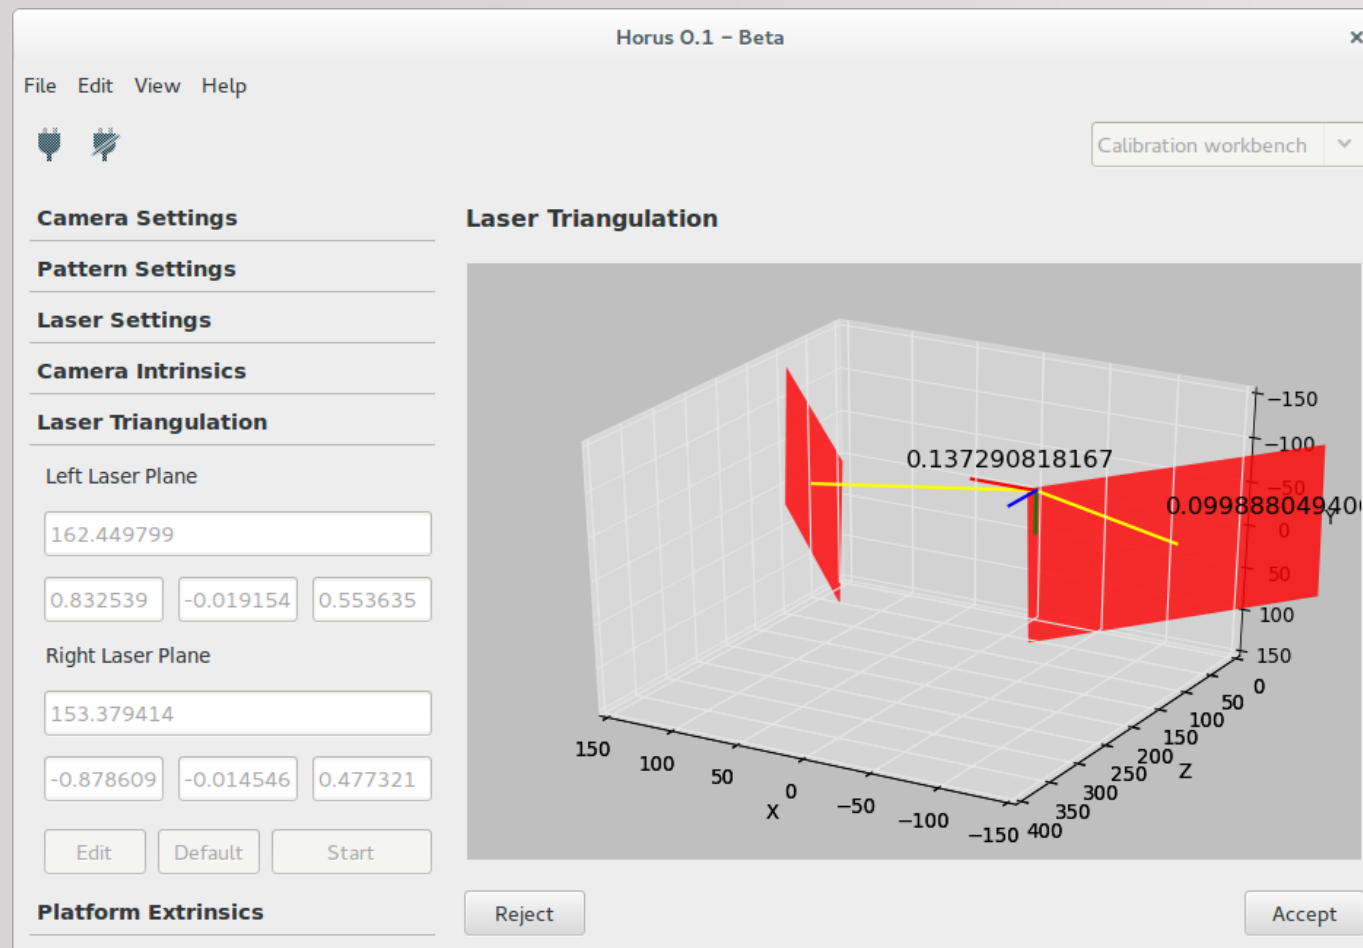 Horus 0.1 – Beta
File Edit View Help
Calibration workbench
Camera Settings
Pattern Settings
Laser Settings
Camera Intrinsics
Laser Triangulation
Left Laser Plane
162.449799
0.832539 -0.019154 0.553635
Right Laser Plane
153.379414
-0.878609 -0.014546 0.477321
Edit Default Start
Platform Extrinsics
Laser Triangulation
0.137290818167
−150
−100
−50
0
50
100
150
Y
0
50
100
150
200
250
300
350
400
Z
150
100
50
0
−50
−100
−150
X
Reject Accept